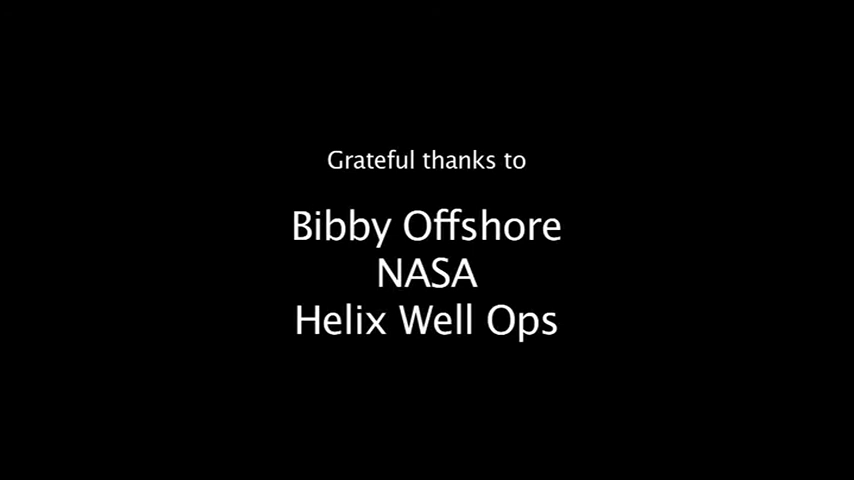 Grateful thanks to
Bibby Offshore
NASA
Helix Well Ops